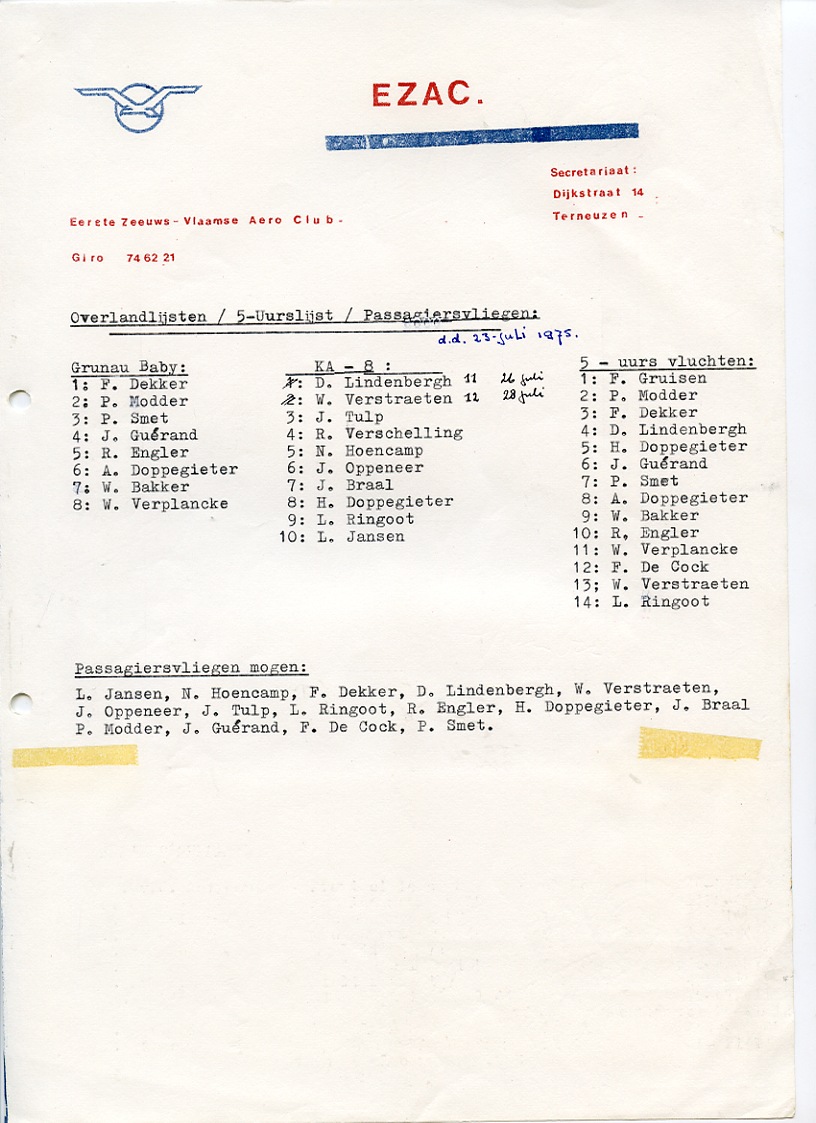 EZAC.
Secretariaat:
Dijkstraat 14
Terneuzen
Eerste Zeeuws-Vlaamse Aero Club-
Giro 74 62 21
Overlandlijsten / 5-Uurslijst / Passagiersvliegen:
d.d. 23-juli 1975.
Grunau Baby:
1: F. Dekker
2: P. Modder
3: P. Smet
4: J. Guérand
5: R. Engler
6: A. Doppegieter
7: W. Bakker
8: W. Verplancke
KA - 8 :
1: D. Lindenbergh 11 26 juli
2: W. Verstraeten 12 28 juli
3: J. Tulp
4: R. Verschelling
5: N. Hoencamp
6: J. Oppeneer
7: J. Braal
8: H. Doppegieter
9: L. Ringoot
10: L. Jansen
5 - uurs vluchten:
1: F. Gruisen
2: P. Modder
3: F. Dekker
4: D. Lindenbergh
5: H. Doppegieter
6: J. Guérand
7: P. Smet
8: A. Doppegieter
9: W. Bakker
10: R, Engler
11: W. Verplancke
12: F. De Cock
13; W. Verstraeten
14: L. Ringoot
Passagiersvliegen mogen:
L. Jansen, N. Hoencamp, F. Dekker, D. Lindenbergh, W. Verstraeten,
J. Oppeneer, J. Tulp, L. Ringoot, R. Engler, H. Doppegieter, J. Braal
P. Modder, J. Guérand, F. De Cock, P. Smet.